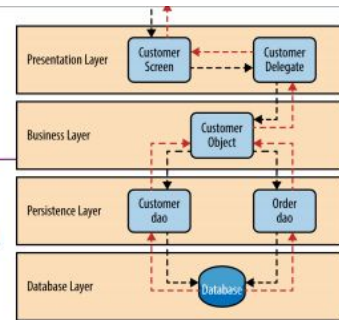 Presentation Layer
Customer
Screen
Customer
Delegate
Business Layer
Customer
Object
Persistence Layer
Customer
dao
Order
dao
Database Layer
Database